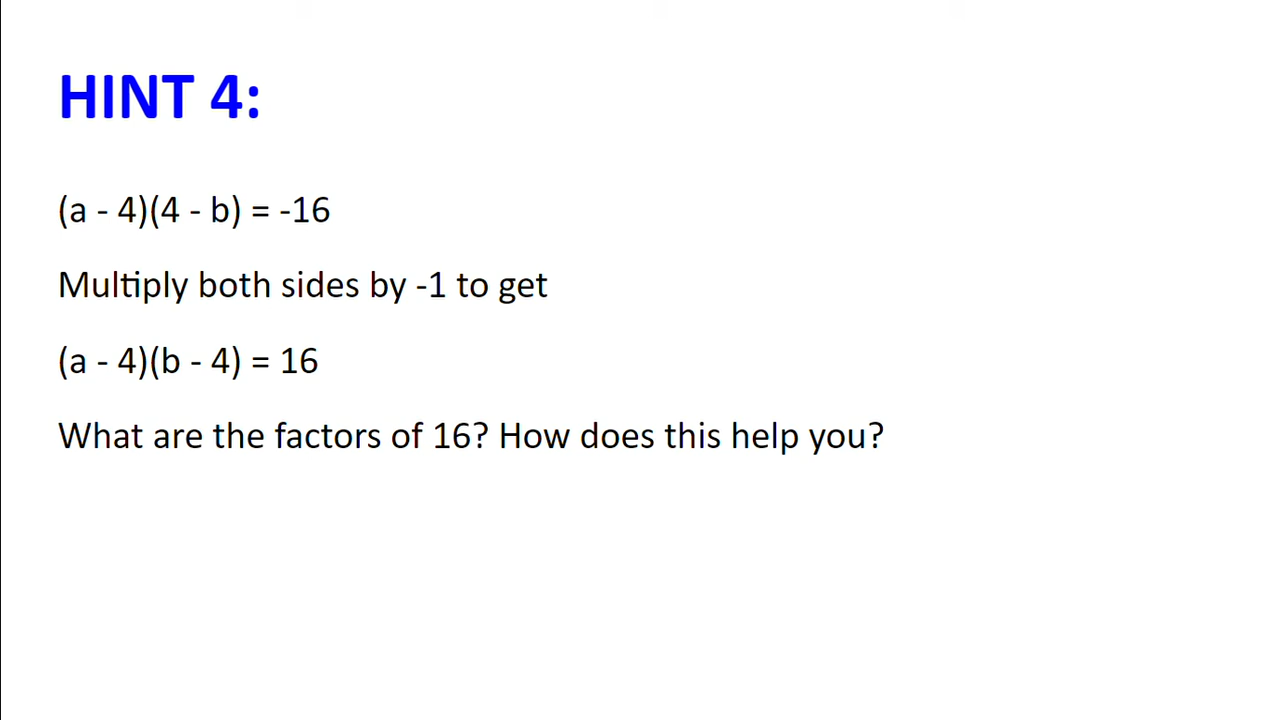 HINT 4:
(a - 4)(4 - b) = -16
Multiply both sides by -1 to get
(a - 4)(b - 4) = 16
What are the factors of 16? How does this help you?